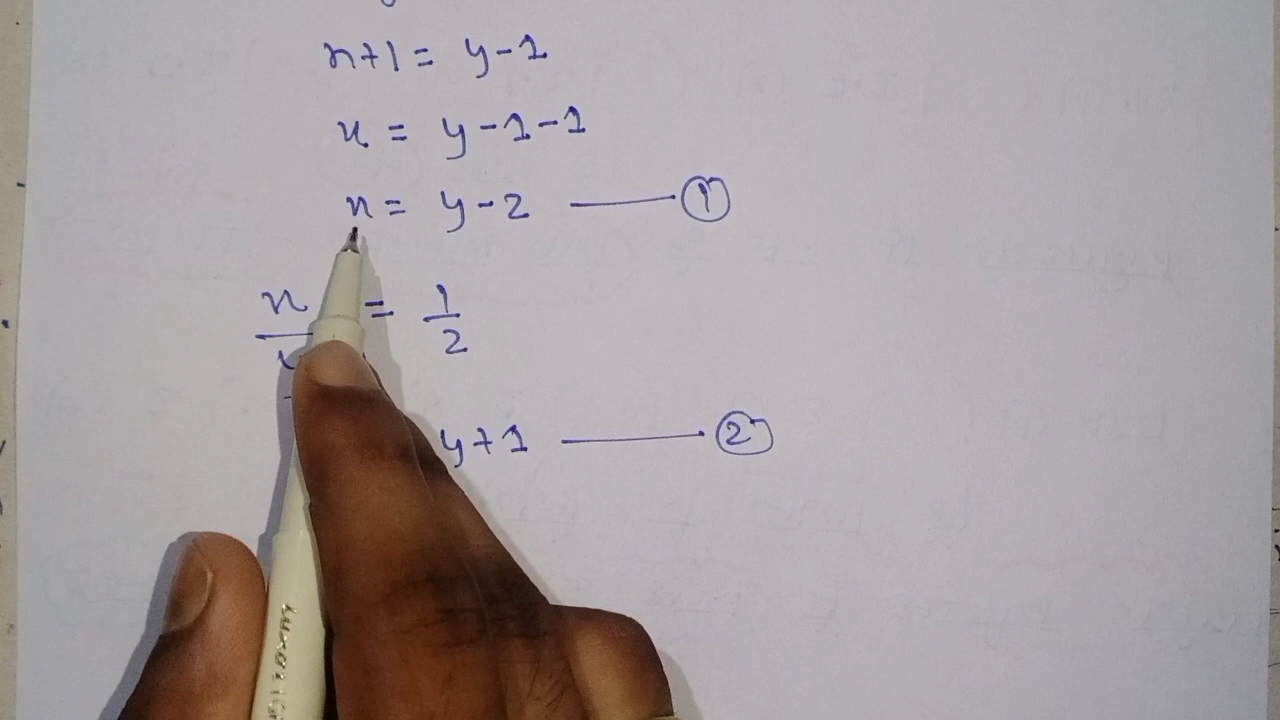 x+1 = y-1
x = y-1-1
x = y-2 ——— ①
x = 1/2
y+1 ——— ②